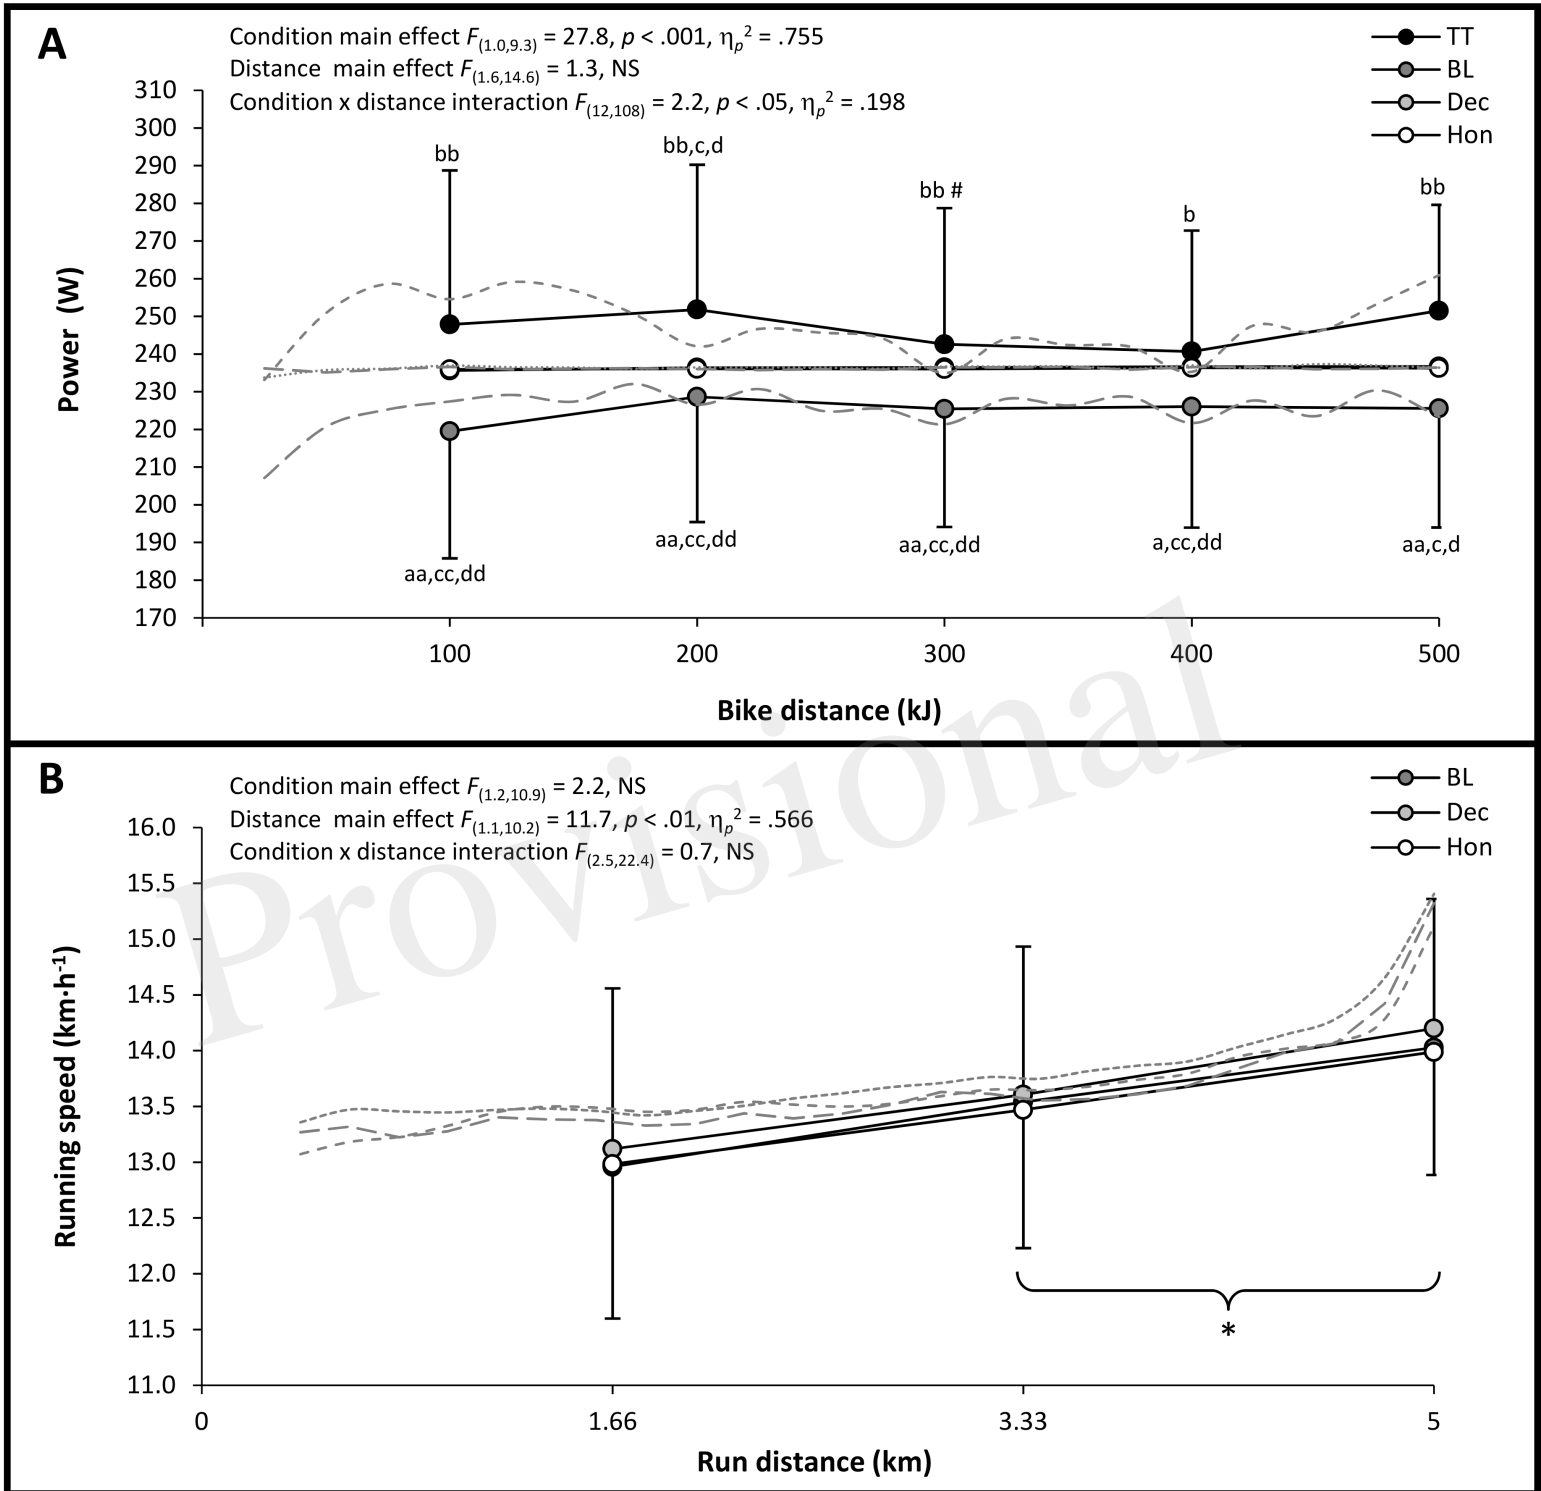 A
Condition main effect F(1.0,9.3) = 27.8, p < .001, ηp² = .755
Distance  main effect F(1.6,14.6) = 1.3, NS
Condition x distance interaction F(12,108) = 2.2, p < .05, ηp² = .198
TT
BL
Dec
Hon
310
300
290
280
270
260
250
240
230
220
210
200
190
180
170
Power (W)
bb
bb,c,d
bb #
b
bb
aa,cc,dd
aa,cc,dd
aa,cc,dd
a,cc,dd
aa,c,d
100 200 300 400 500
Bike distance (kJ)
Provisional
B
Condition main effect F(1.2,10.9) = 2.2, NS
Distance  main effect F(1.1,10.2) = 11.7, p < .01, ηp² = .566
Condition x distance interaction F(2.5,22.4) = 0.7, NS
BL
Dec
Hon
16.0
15.5
15.0
14.5
14.0
13.5
13.0
12.5
12.0
11.5
11.0
Running speed (km·h⁻¹)
*
0 1.66 3.33 5
Run distance (km)